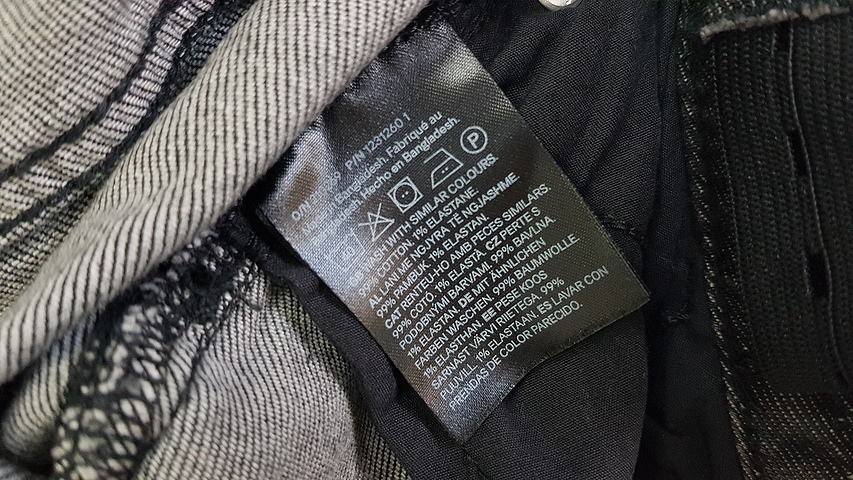 O/N P/N 1231260 1
Bangladesh. Fabriqué au
Bangladesh. Hecho en Bangladesh.
P
WASH WITH SIMILAR COLOURS.
COTTON. 1% ELASTANE.
AL LANI ME NGJYRA TË NGJASHME.
99% PAMBUK. 1% ELASTAN.
CAT RENTEU-HO AMB PECES SIMILARS.
99% COTÓ. 1% ELASTÀ. CZ PERTE S
PODOBNÝMI BARVAMI. 99% BAVLNA.
1% ELASTAN. DE MIT ÄHNLICHEN
FARBEN WASCHEN. 99% BAUMWOLLE.
1% ELASTHAN. EE PESE KOOS
SARNAST VÄRVI RIIETEGA. 99%
PUUVILL. 1% ELASTAAN. ES LAVAR CON
PRENDAS DE COLOR PARECIDO.